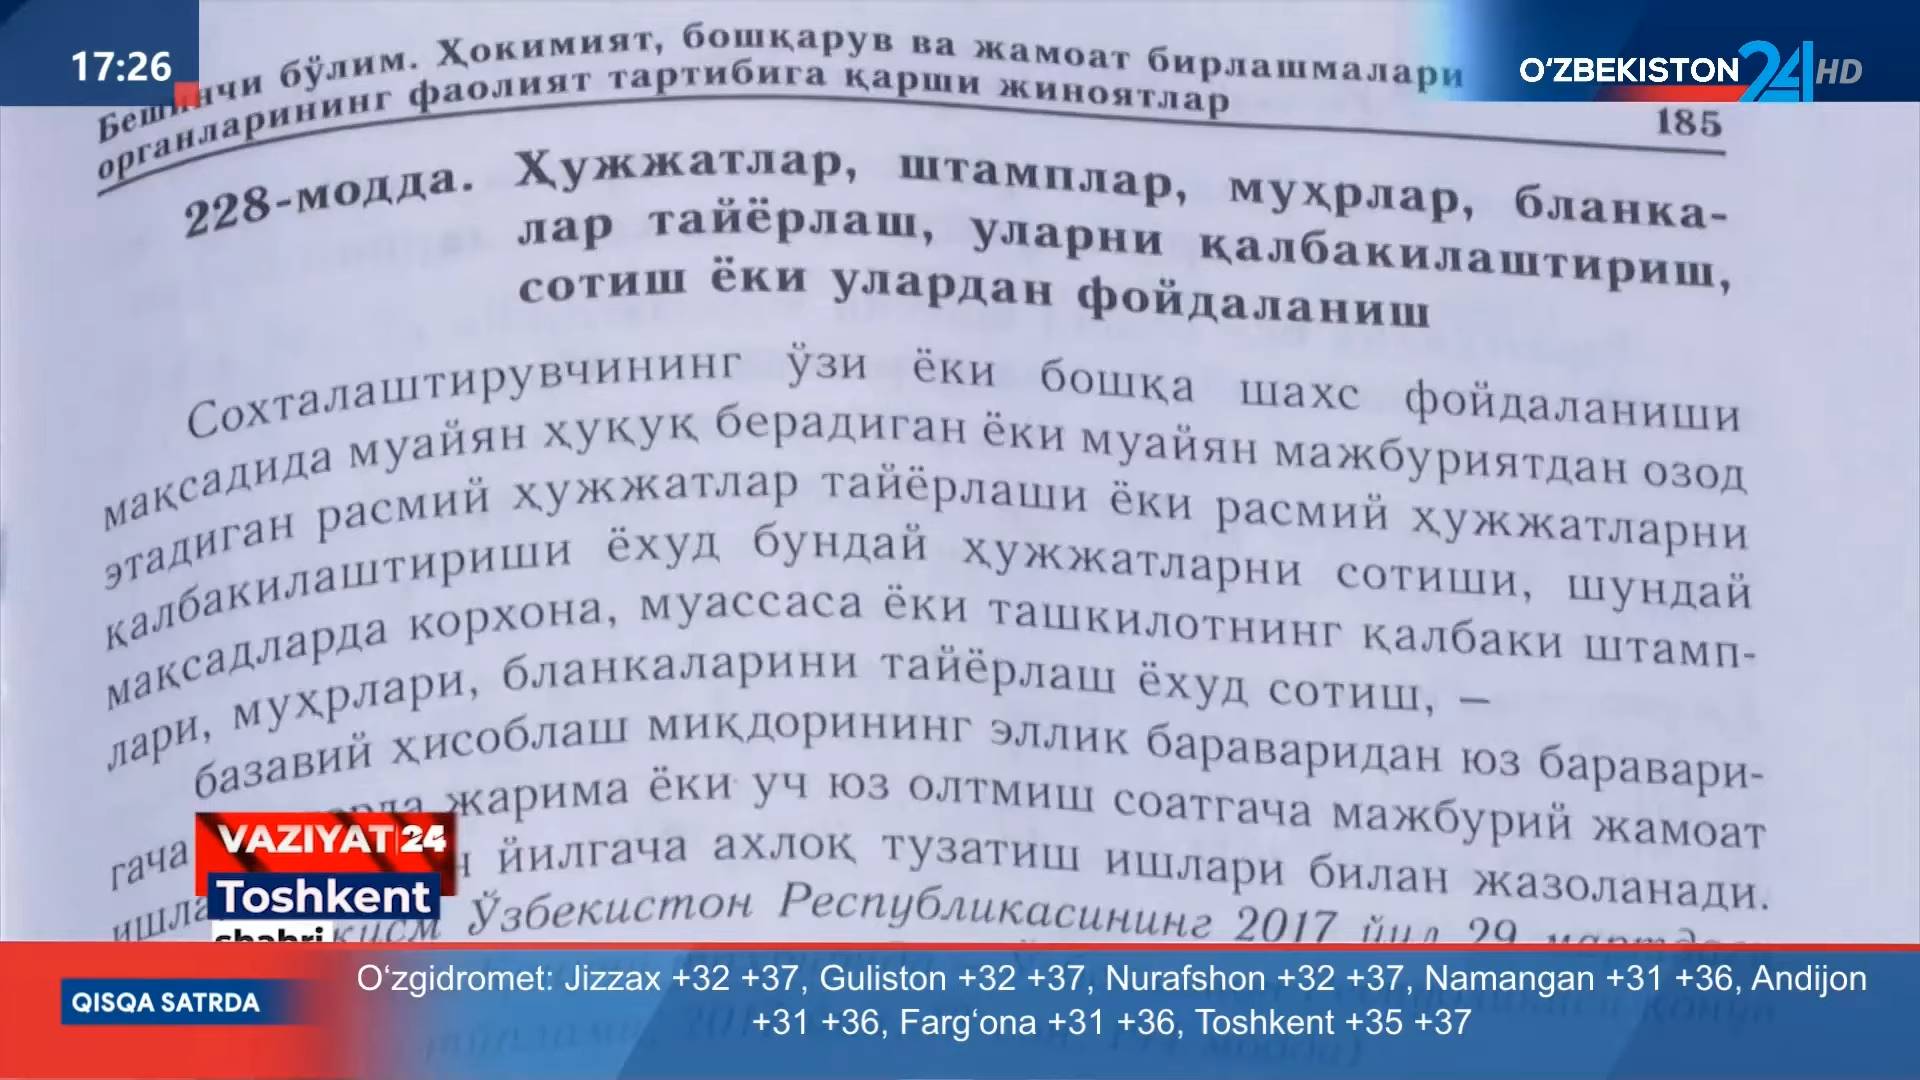 17:26
O‘ZBEKISTON 24 HD
Бешинчи бўлим. Ҳокимият, бошқарув ва жамоат бирлашмалари
органларининг фаолият тартибига қарши жиноятлар
185
228-модда. Ҳужжатлар, штамплар, муҳрлар, бланка-
лар тайёрлаш, уларни қалбакилаштириш,
сотиш ёки улардан фойдаланиш
Сохталаштирувчининг ўзи ёки бошқа шахс фойдаланиши
мақсадида муайян ҳуқуқ берадиган ёки муайян мажбуриятдан озод
этадиган расмий ҳужжатлар тайёрлаши ёки расмий ҳужжатларни
қалбакилаштириши ёхуд бундай ҳужжатларни сотиши, шундай
мақсадларда корхона, муассаса ёки ташкилотнинг қалбаки штамп-
лари, муҳрлари, бланкаларини тайёрлаш ёхуд сотиш, —
базавий ҳисоблаш миқдорининг эллик бараваридан юз баравари-
гача жарима ёки уч юз олтмиш соатгача мажбурий жамоат
йилгача ахлоқ тузатиш ишлари билан жазоланади.
Ўзбекистон Республикасининг 2017 йил 29
VAZIYAT 24
Toshkent
shahri
QISQA SATRDA
O‘zgidromet: Jizzax +32 +37, Guliston +32 +37, Nurafshon +32 +37, Namangan +31 +36, Andijon
+31 +36, Farg‘ona +31 +36, Toshkent +35 +37